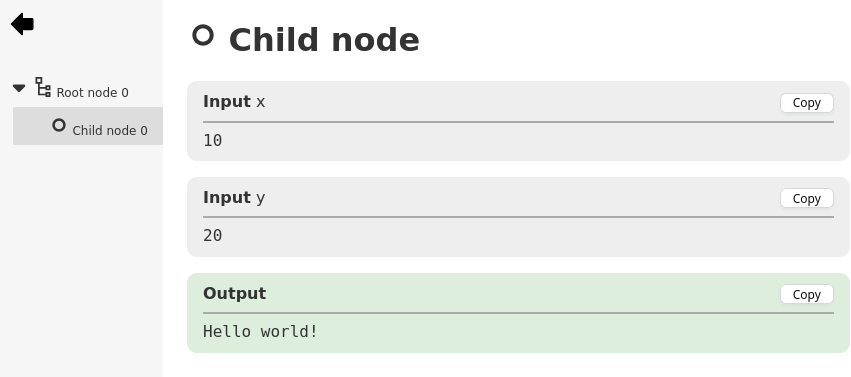 Root node 0
Child node 0
Child node
Input x
Copy
10
Input y
Copy
20
Output
Copy
Hello world!